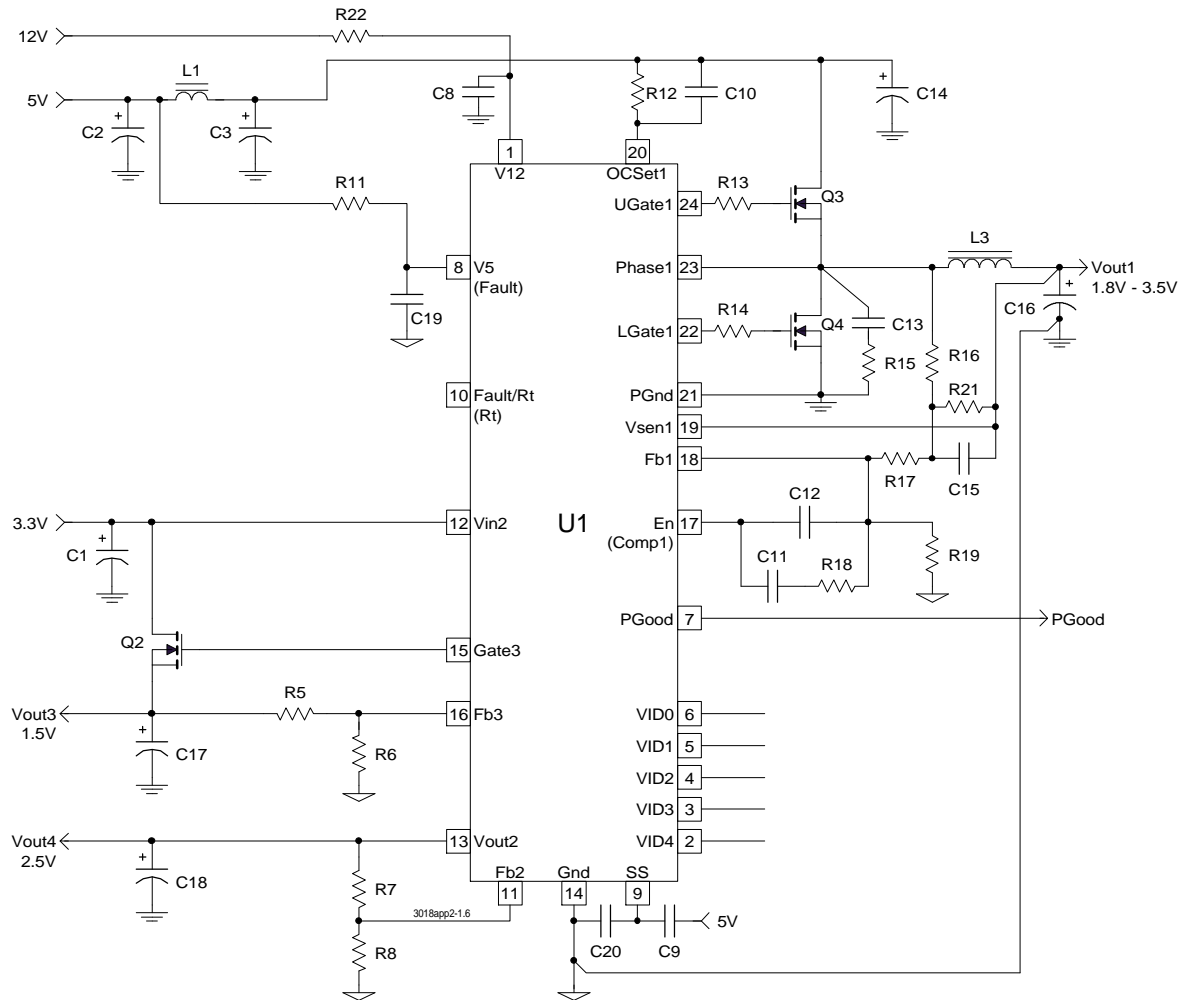 R22
12V
L1
5V
C2
C3
C8
R12
C10
C14
1
V12
20
OCSet1
R11
UGate1 24
R13
Q3
8 V5
(Fault)
Phase1 23
L3
Vout1
1.8V - 3.5V
C19
LGate1 22
R14
Q4
C13
C16
R15
R16
10 Fault/Rt
(Rt)
PGnd 21
R21
Vsen1 19
Fb1 18
R17
C15
3.3V
12 Vin2
U1
En 17
(Comp1)
C12
C1
C11
R18
R19
PGood 7
PGood
Q2
15 Gate3
Vout3
1.5V
R5
16 Fb3
VID0 6
C17
R6
VID1 5
VID2 4
VID3 3
Vout4
2.5V
13 Vout2
VID4 2
C18
R7
Fb2
11
Gnd
14
SS
9
3018app2-1.6
5V
R8
C20
C9